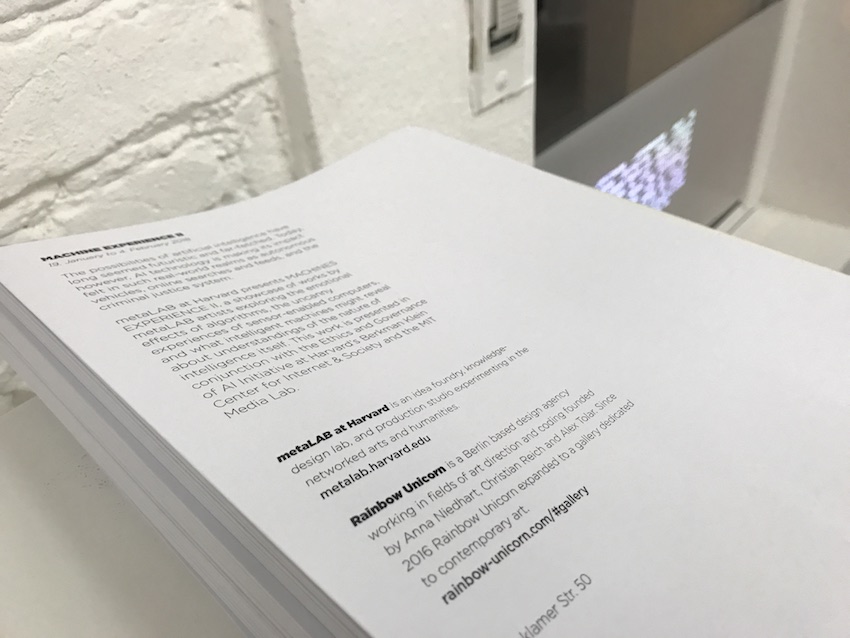 MACHINE EXPERIENCE II
19. January to 4. February 2018
The possibilities of artificial intelligence have
long seemed futuristic and far-fetched. Today,
however, AI technology is making its impact
felt in such real-world realms as autonomous
vehicles, online searches and feeds, and the
criminal justice system.
metaLAB at Harvard presents MACHINES
EXPERIENCE II, a showcase of works by
metaLAB artists exploring the emotional
effects of algorithms, the uncanny
experiences of sensor-enabled computers,
and what intelligent machines might reveal
about understandings of the nature of
intelligence itself. This work is presented in
conjunction with the Ethics and Governance
of AI Initiative at Harvard's Berkman Klein
Center for Internet & Society and the MIT
Media Lab.
metaLAB at Harvard is an idea foundry, knowledge-
design lab, and production studio experimenting in the
networked arts and humanities.
metalab.harvard.edu
Rainbow Unicorn is a Berlin based design agency
working in fields of art direction and coding founded
by Anna Niedhart, Christian Reich and Alex Tolar. Since
2016 Rainbow Unicorn expanded to a gallery dedicated
to contemporary art.
rainbow-unicorn.com/#gallery
klamer Str. 50